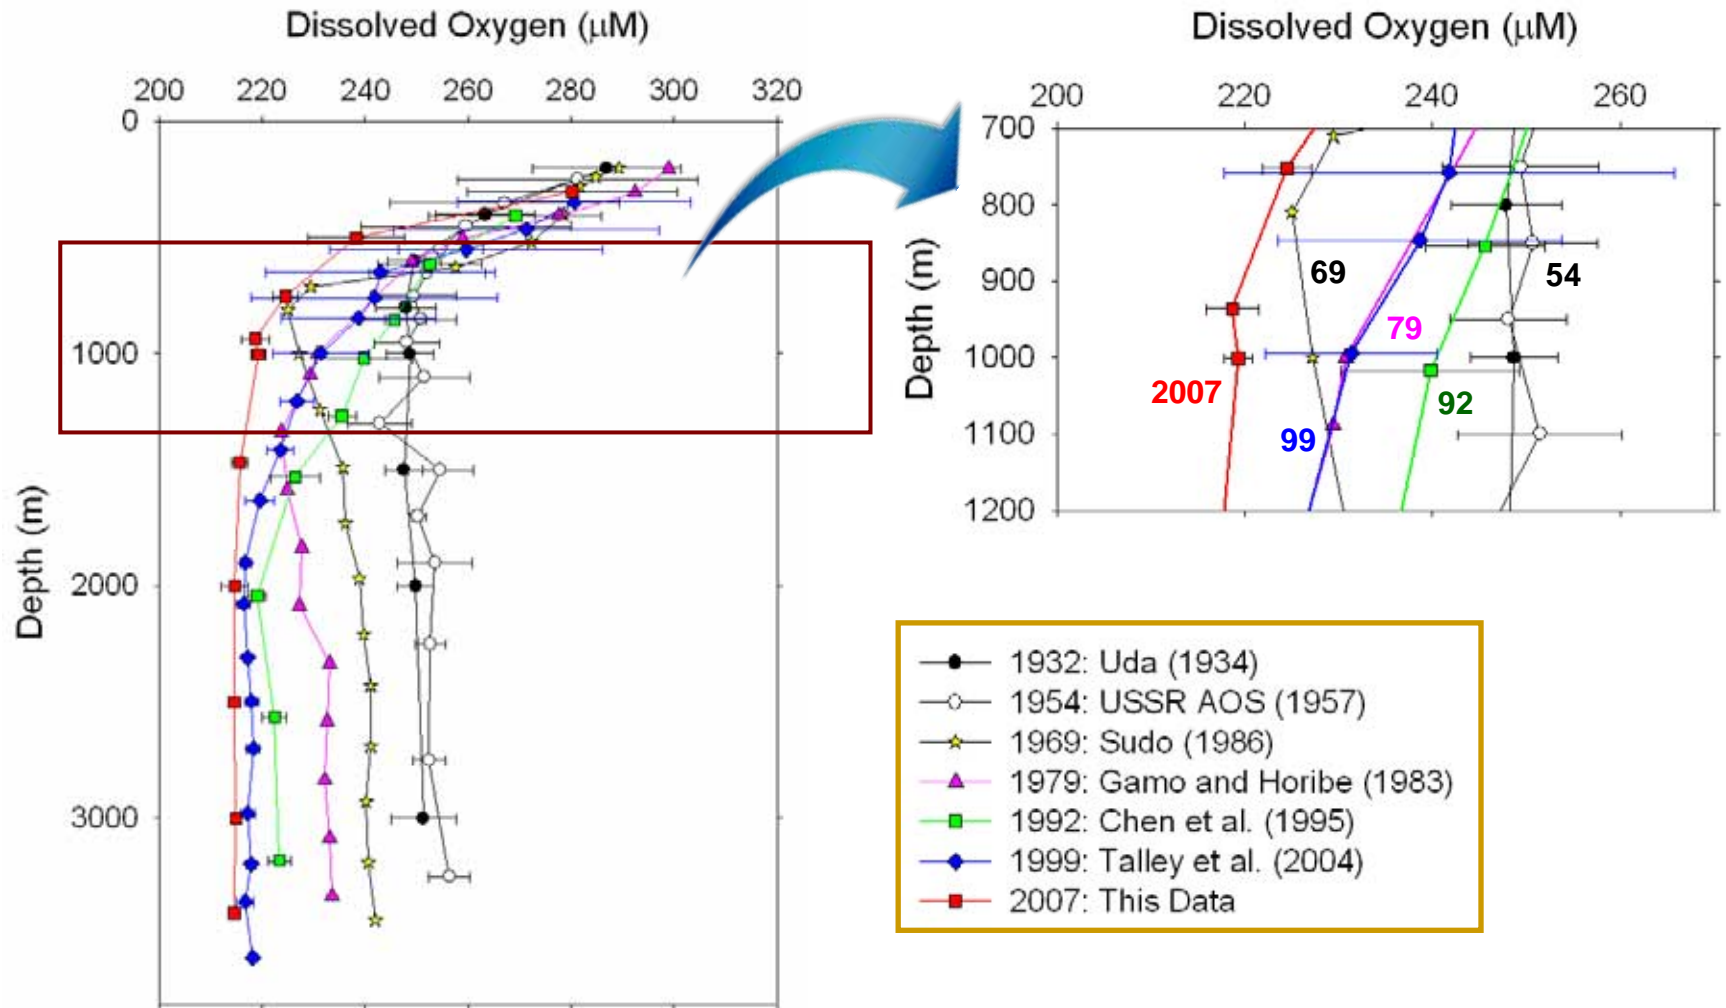 Dissolved Oxygen (µM)
200 220 240 260 280 300 320
0
1000
2000
3000
Depth (m)
Dissolved Oxygen (µM)
200 220 240 260
700
800
900
1000
1100
1200
Depth (m)
69
54
79
2007
92
99
1932: Uda (1934)
1954: USSR AOS (1957)
1969: Sudo (1986)
1979: Gamo and Horibe (1983)
1992: Chen et al. (1995)
1999: Talley et al. (2004)
2007: This Data